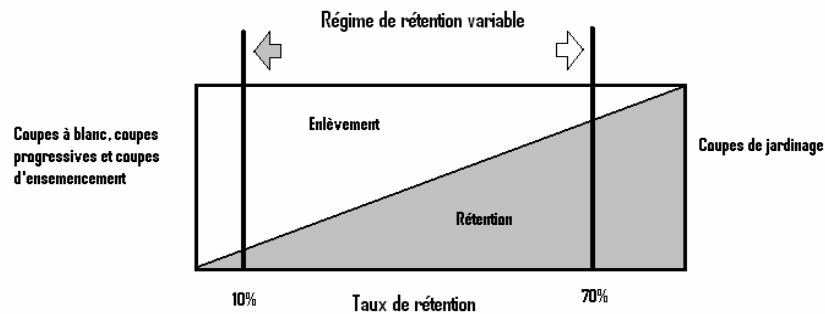 Régime de rétention variable
Enlèvement
Coupes à blanc, coupes
progressives et coupes
d'ensemencement
Coupes de jardinage
Rétention
10%
Taux de rétention
70%